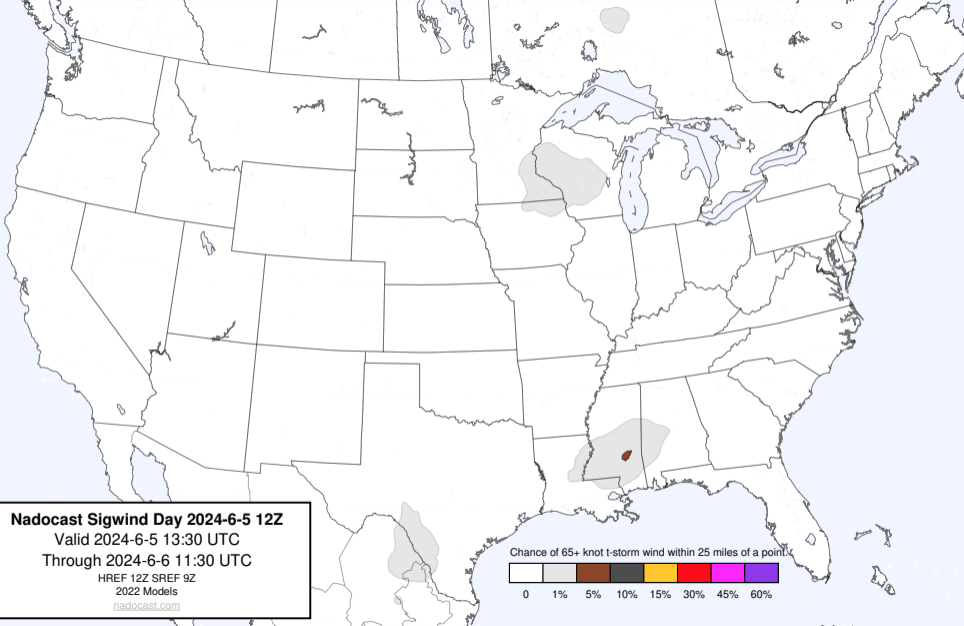 Nadocast Sigwind Day 2024-6-5 12Z
Valid 2024-6-5 13:30 UTC
Through 2024-6-6 11:30 UTC
HREF 12Z SREF 9Z
2022 Models
nadocast.com
Chance of 65+ knot t-storm wind within 25 miles of a point.
0 1% 5% 10% 15% 30% 45% 60%